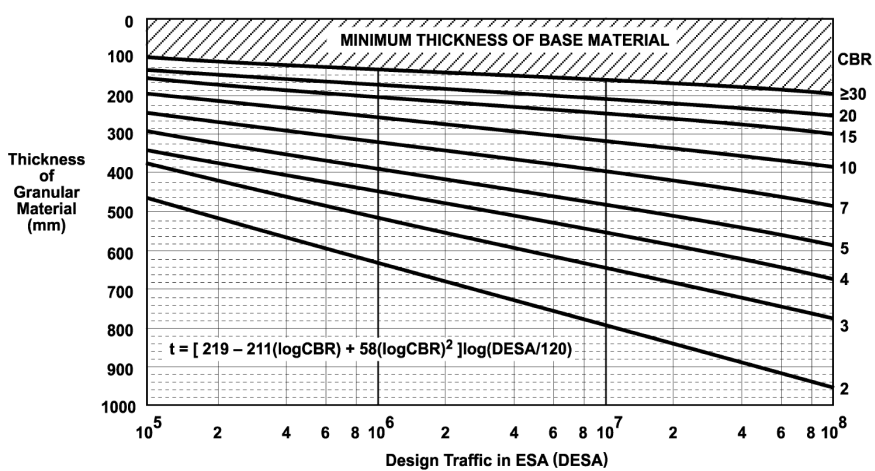 0
MINIMUM THICKNESS OF BASE MATERIAL
100
CBR
≥30
200
20
15
300
10
Thickness
of
Granular
Material
(mm)
400
500
7
5
600
4
700
3
800
t = [ 219 – 211(logCBR) + 58(logCBR)² ]log(DESA/120)
900
2
1000
10⁵ 2 4 6 8 10⁶ 2 4 6 8 10⁷ 2 4 6 8 10⁸
Design Traffic in ESA (DESA)